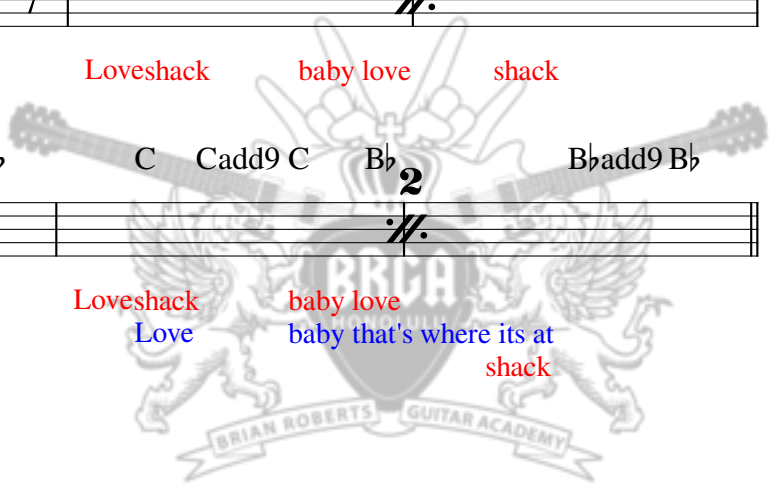 Loveshack baby love shack
C Cadd9 C B♭ B♭add9 B♭
2
BRGA
Loveshack baby love
Love baby that's where its at
shack
BRIAN ROBERTS GUITAR ACADEMY